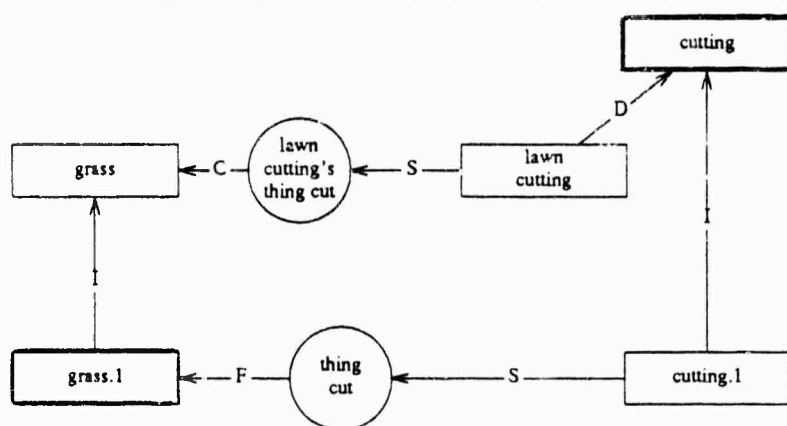 cutting
D
lawn
cutting's
thing cut
grass
C
S
lawn
cutting
I
I
thing
cut
grass.1
F
S
cutting.1